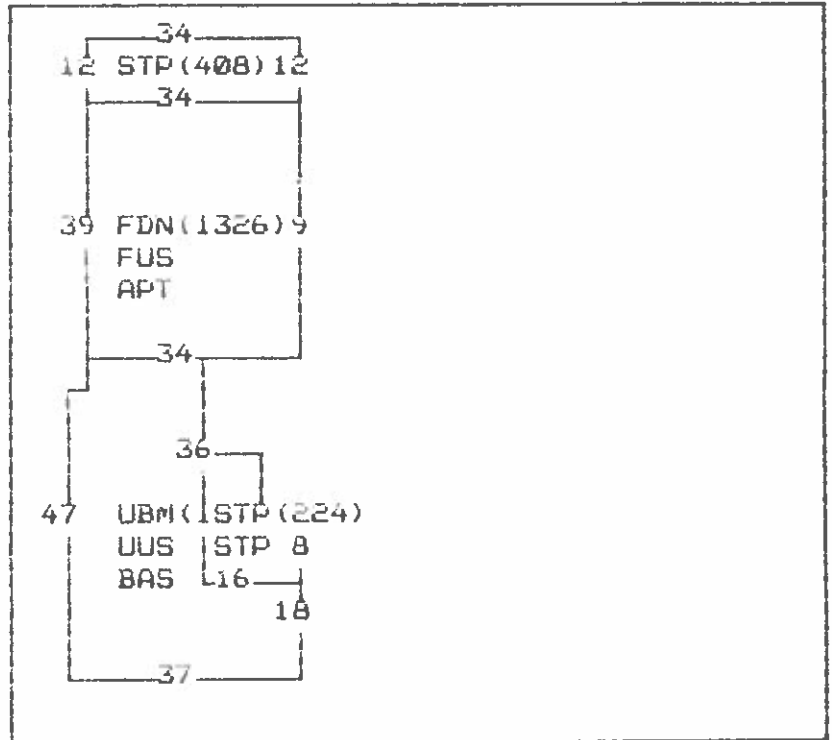 34
12 STP(408)12
34
39 FDN(1326)9
FUS
APT
34
36
47 UBM(1STP(224)
UUS STP 8
BAS 16
18
37